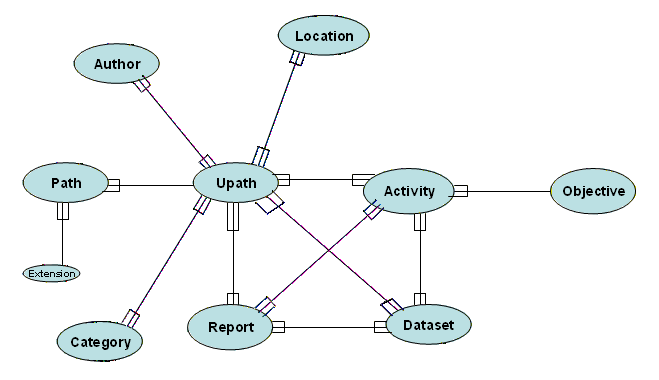 Location
Author
Path
Upath
Activity
Objective
Extension
Report
Dataset
Category